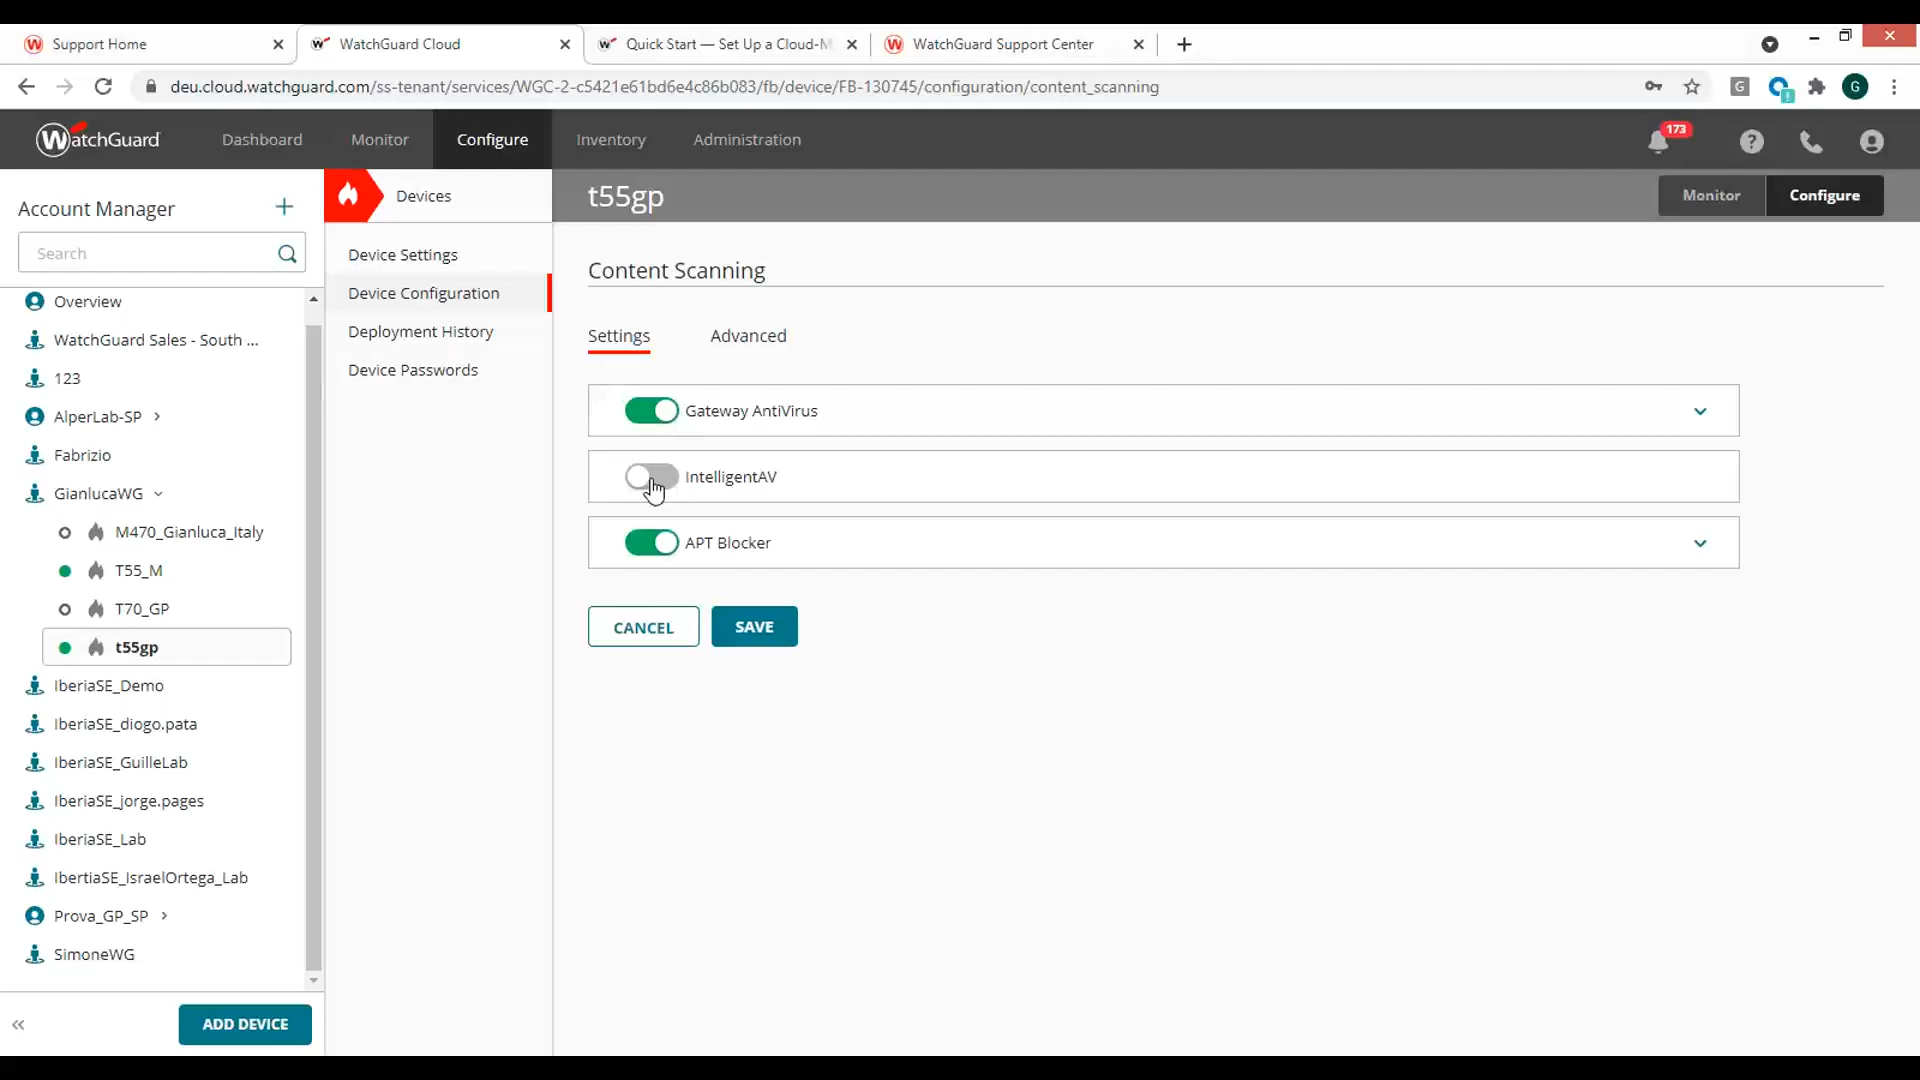 Support Home
WatchGuard Cloud
Quick Start — Set Up a Cloud-M
WatchGuard Support Center
deu.cloud.watchguard.com/ss-tenant/services/WGC-2-c5421e61bd6e4c86b083/fb/device/FB-130745/configuration/content_scanning
G
G
WatchGuard
Dashboard
Monitor
Configure
Inventory
Administration
173
Account Manager
Search
Overview
WatchGuard Sales - South ...
123
AlperLab-SP
Fabrizio
GianlucaWG
M470_Gianluca_Italy
T55_M
T70_GP
t55gp
IberiaSE_Demo
IberiaSE_diogo.pata
IberiaSE_GuilleLab
IberiaSE_jorge.pages
IberiaSE_Lab
IbertiaSE_IsraelOrtega_Lab
Prova_GP_SP
SimoneWG
ADD DEVICE
Devices
Device Settings
Device Configuration
Deployment History
Device Passwords
t55gp
Monitor
Configure
Content Scanning
Settings
Advanced
Gateway AntiVirus
IntelligentAV
APT Blocker
CANCEL
SAVE